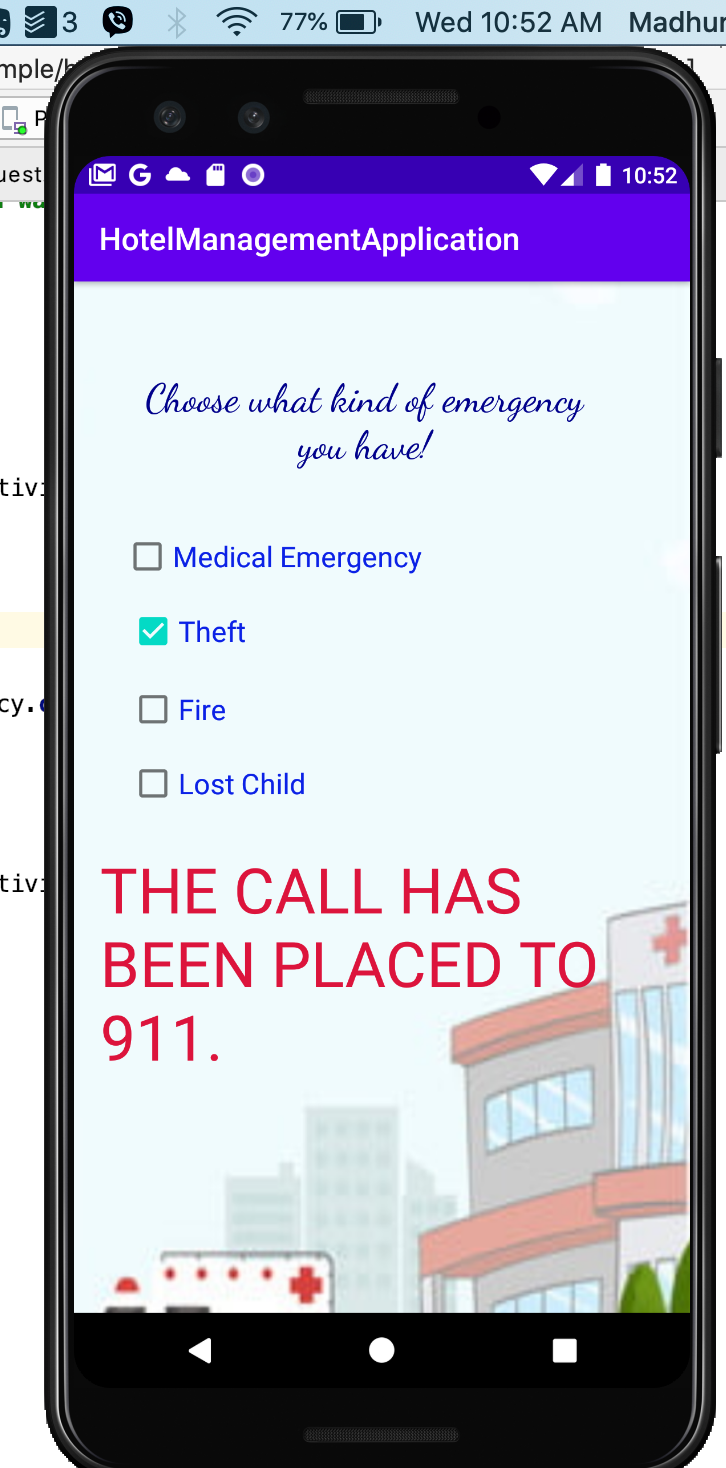 3 77% Wed 10:52 AM Madhur
mple/h
P
uest
10:52
HotelManagementApplication
Choose what kind of emergency
you have!
tivi
Medical Emergency
Theft
cy.c
Fire
Lost Child
tivi
THE CALL HAS
BEEN PLACED TO
911.